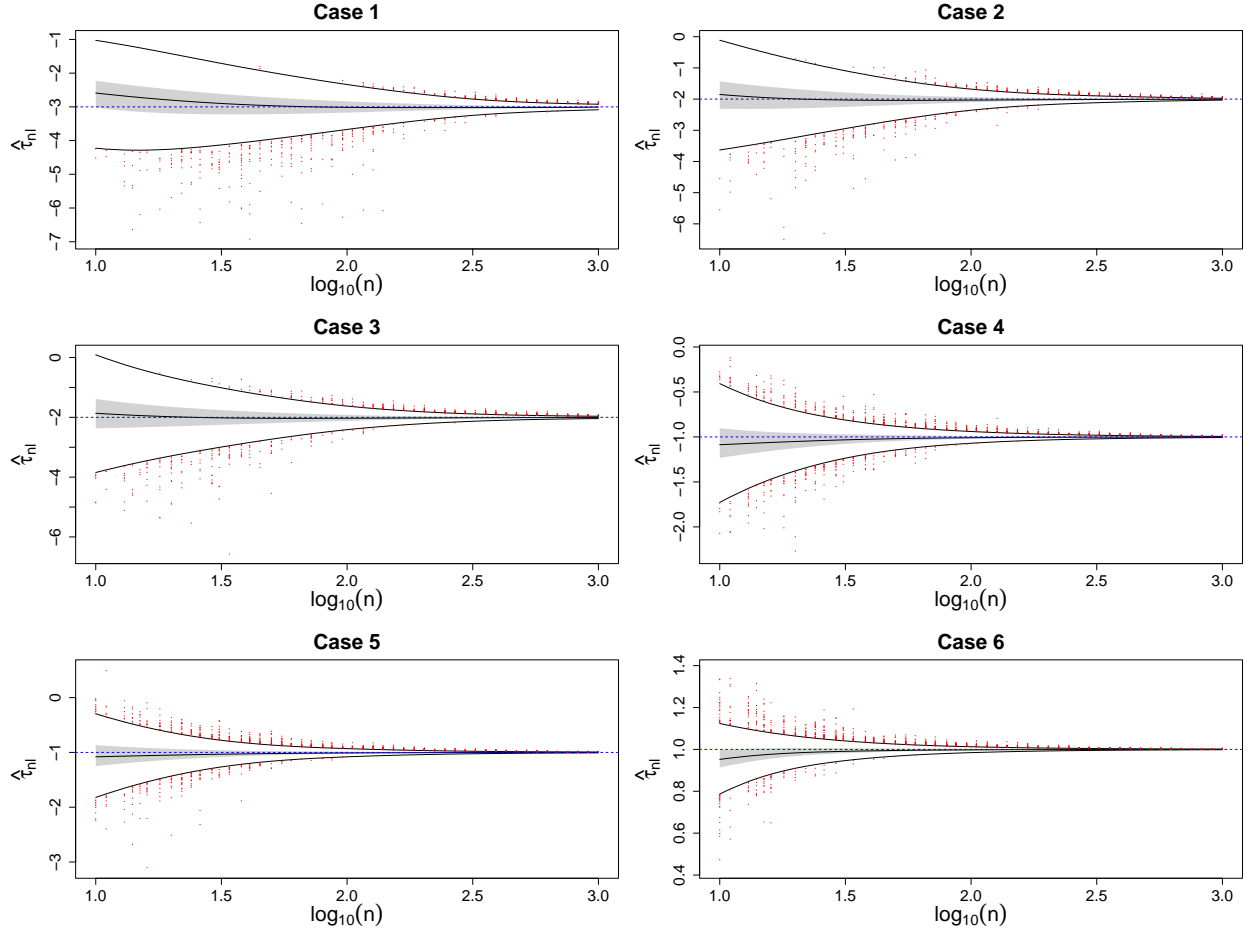 Case 1
−1
−2
−3
−4
−5
−6
−7
τ̂nl
1.0 1.5 2.0 2.5 3.0
log10(n)
Case 2
0
−1
−2
−3
−4
−5
−6
τ̂nl
1.0 1.5 2.0 2.5 3.0
log10(n)
Case 3
0
−2
−4
−6
τ̂nl
1.0 1.5 2.0 2.5 3.0
log10(n)
Case 4
0.0
−0.5
−1.0
−1.5
−2.0
τ̂nl
1.0 1.5 2.0 2.5 3.0
log10(n)
Case 5
0
−1
−2
−3
τ̂nl
1.0 1.5 2.0 2.5 3.0
log10(n)
Case 6
1.4
1.2
1.0
0.8
0.6
0.4
τ̂nl
1.0 1.5 2.0 2.5 3.0
log10(n)